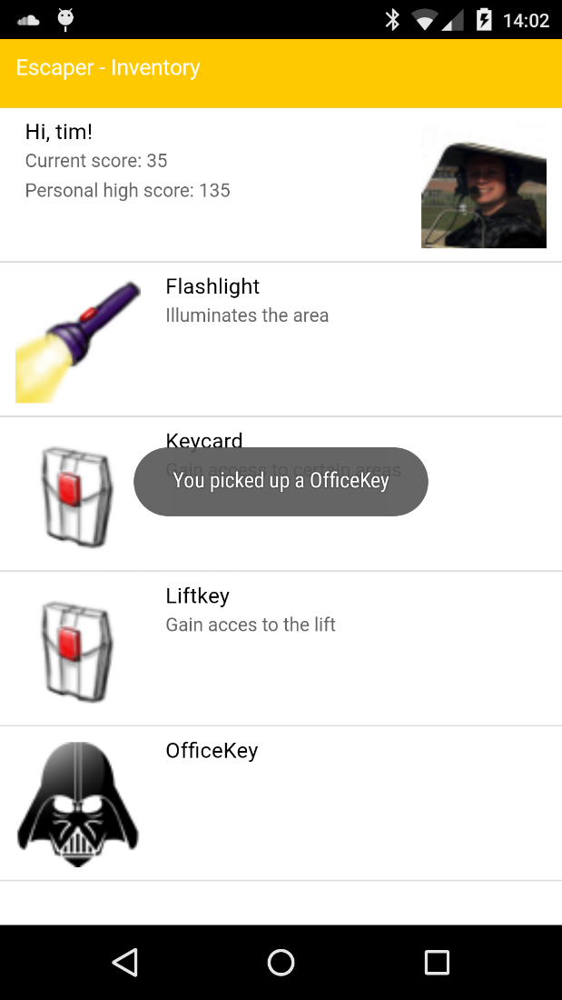 14:02
Escaper - Inventory
Hi, tim!
Current score: 35
Personal high score: 135
Flashlight
Illuminates the area
Keycard
Gain access to certain areas
You picked up a OfficeKey
Liftkey
Gain acces to the lift
OfficeKey